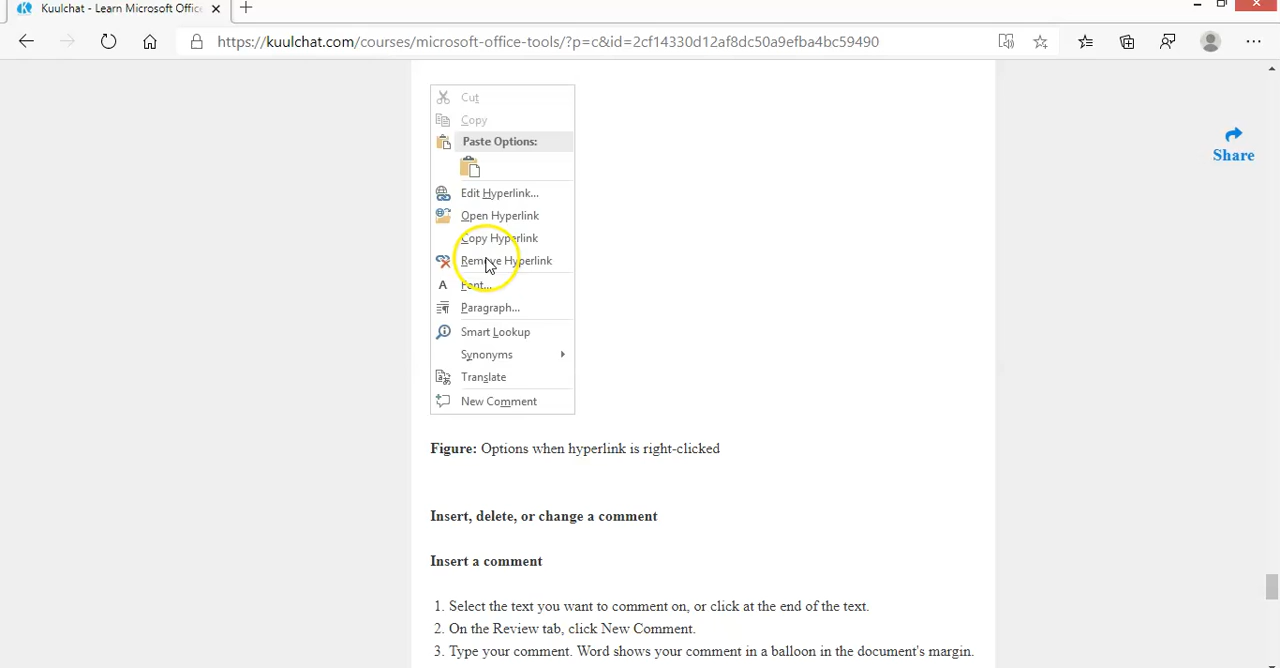 Kuulchat - Learn Microsoft Offic
https://kuulchat.com/courses/microsoft-office-tools/?p=c&id=2cf14330d12af8dc50a9efba4bc59490
Cut
Copy
Paste Options:
Edit Hyperlink...
Open Hyperlink
Copy Hyperlink
Remove Hyperlink
A Font...
Paragraph...
Smart Lookup
Synonyms
Translate
New Comment
Share
Figure: Options when hyperlink is right-clicked
Insert, delete, or change a comment
Insert a comment
1. Select the text you want to comment on, or click at the end of the text.
2. On the Review tab, click New Comment.
3. Type your comment. Word shows your comment in a balloon in the document's margin.